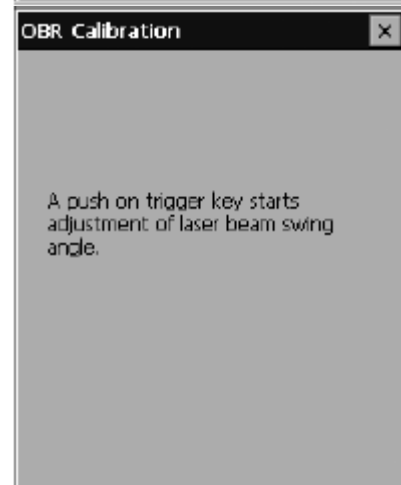 OBR Calibration
A push on trigger key starts
adjustment of laser beam swing
angle.